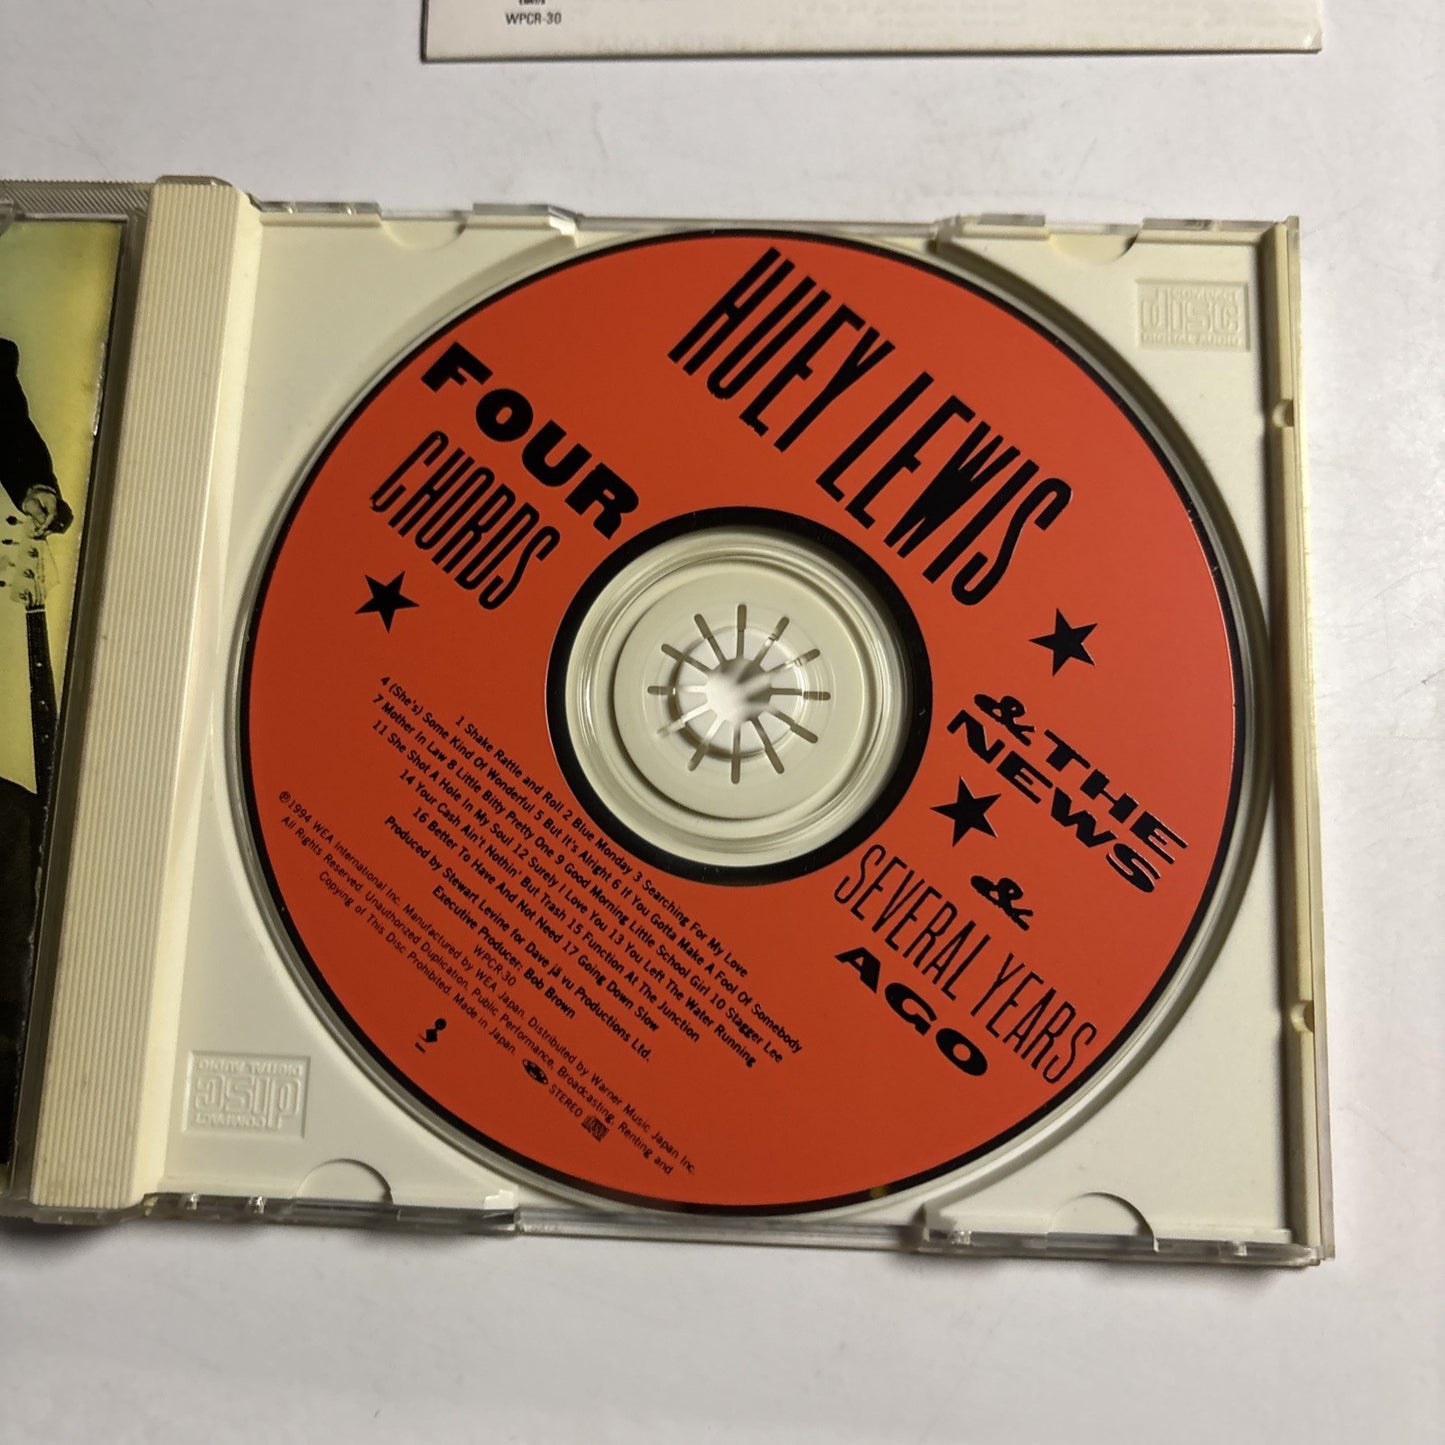 WPCR-30
HUEY LEWIS
& THE
NEWS
FOUR
CHORDS
&
SEVERAL YEARS
AGO
1 Shake Rattle and Roll 2 Blue Monday 3 Searching For My Love
4 (She's) Some Kind Of Wonderful 5 But It's Alright 6 If You Gotta Make A Fool Of Somebody
7 Mother In Law 8 Little Bitty Pretty One 9 Good Morning Little School Girl 10 Stagger Lee
11 She Shot A Hole In My Soul 12 Surely I Love You 13 You Left The Water Running
14 Your Cash Ain't Nothin' But Trash 15 Function At The Junction
16 Better To Have And Not Need 17 Going Down Slow
Produced by Stewart Levine for Dave jà vu Productions Ltd.
Executive Producer: Bob Brown
WPCR-30
℗1994 WEA International Inc. Manufactured by WEA Japan. Distributed by Warner Music Japan Inc.
All Rights Reserved. Unauthorized Duplication, Public Performance, Broadcasting, Renting and
Copying of This Disc Prohibited. Made in Japan.
STEREO
COMPACT
disc
DIGITAL AUDIO
COMPACT
disc
DIGITAL AUDIO